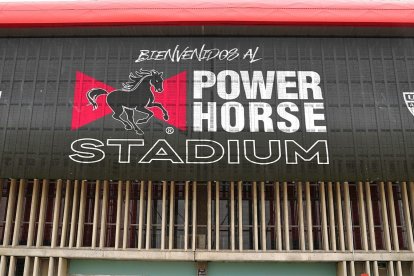 BIENVENIDOS AL
POWER
HORSE
®
STADIUM